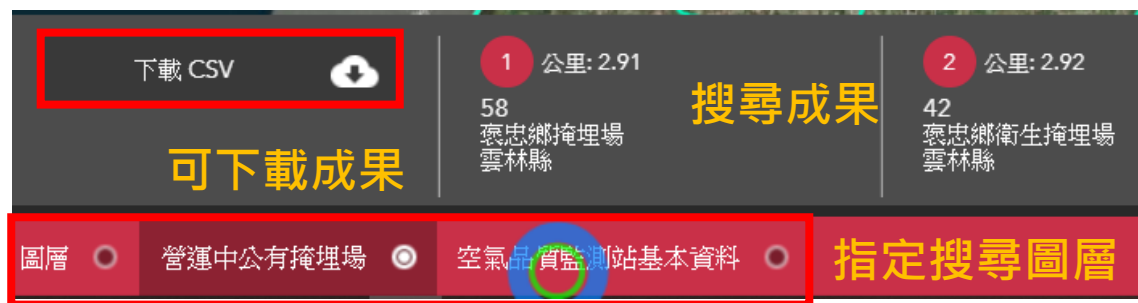 下載 CSV
可下載成果
1 公里: 2.91
58
褒忠鄉掩埋場
雲林縣
搜尋成果
2 公里: 2.92
42
褒忠鄉衛生掩埋場
雲林縣
圖層 營運中公有掩埋場 空氣品質監測站基本資料
指定搜尋圖層